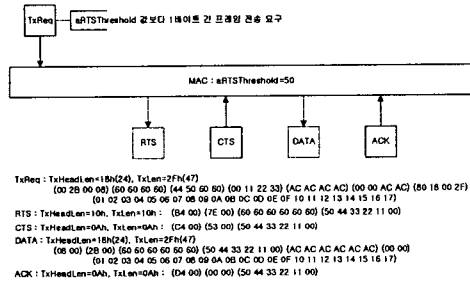 TxReq
aRTSThreshold 값보다 1바이트 긴 프레임 전송 요구
MAC : aRTSThreshold=50
RTS
CTS
DATA
ACK
TxReq : TxHeadLen=18h(24), TxLen=2Fh(47)
(00 2B 00 08) (60 60 60 60) (44 50 60 60) (00 11 22 33) (AC AC AC AC) (00 00 AC AC) (80 18 00 2F)
(01 02 03 04 05 06 07 08 09 0A 0B 0C 0D 0E 0F 10 11 12 13 14 15 16 17)
RTS : TxHeadLen=10h, TxLen=10h : (B4 00) (7E 00) (60 60 60 60 60 60) (50 44 33 22 11 00)
CTS : TxHeadLen=0Ah, TxLen=0Ah : (C4 00) (53 00) (50 44 33 22 11 00)
DATA : TxHeadLen=18h(24), TxLen=2Fh(47)
(08 00) (2B 00) (60 60 60 60 60 60) (50 44 33 22 11 00) (AC AC AC AC AC AC) (00 00)
(01 02 03 04 05 06 07 08 09 0A 0B 0C 0D 0E 0F 10 11 12 13 14 15 16 17)
ACK : TxHeadLen=0Ah, TxLen=0Ah : (D4 00) (00 00) (50 44 33 22 11 00)